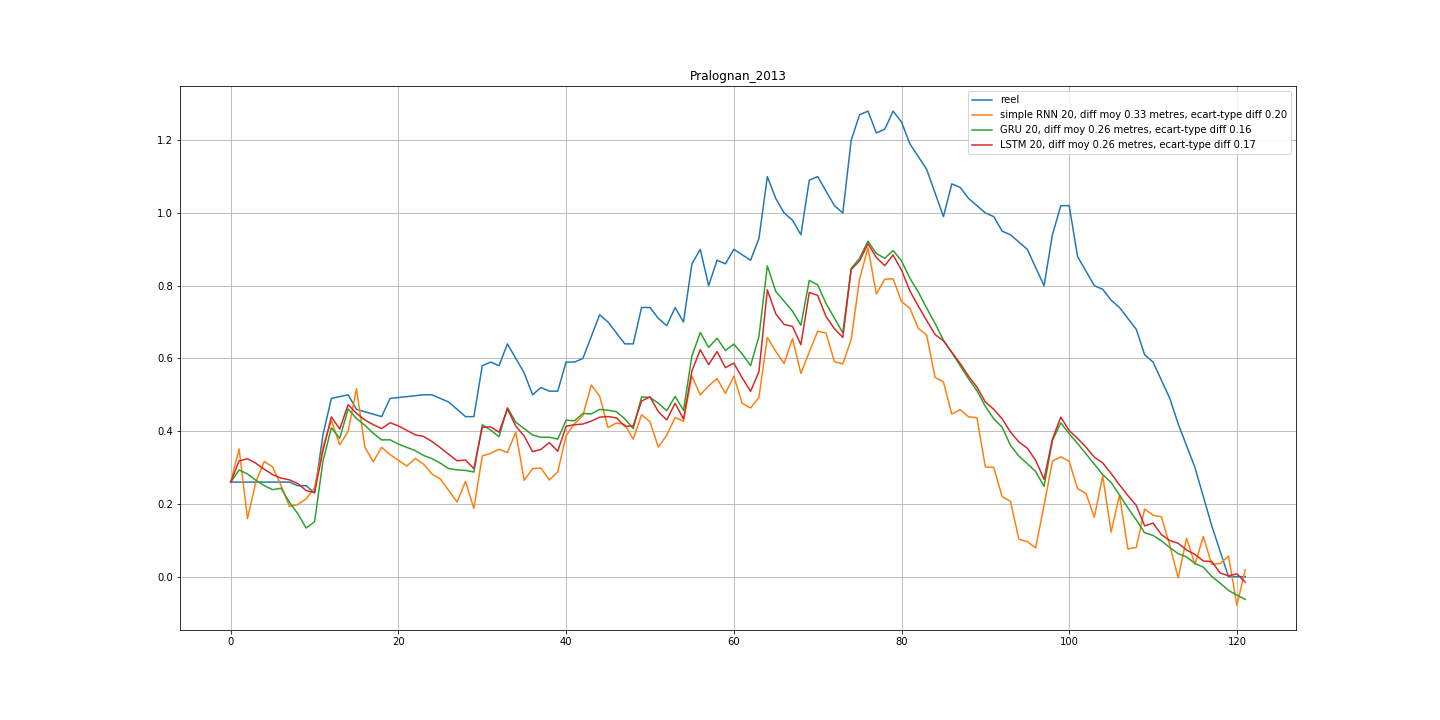 Pralognan_2013
reel
simple RNN 20, diff moy 0.33 metres, ecart-type diff 0.20
GRU 20, diff moy 0.26 metres, ecart-type diff 0.16
LSTM 20, diff moy 0.26 metres, ecart-type diff 0.17
1.2
1.0
0.8
0.6
0.4
0.2
0.0
0 20 40 60 80 100 120